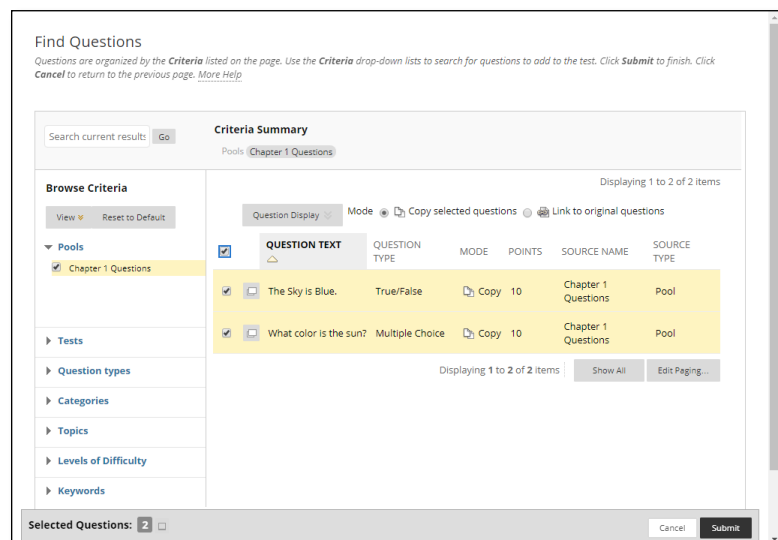 Find Questions
Questions are organized by the Criteria listed on the page. Use the Criteria drop-down lists to search for questions to add to the test. Click Submit to finish. Click
Cancel to return to the previous page. More Help
Search current results Go
Criteria Summary
Pools Chapter 1 Questions
Browse Criteria
View Reset to Default
Pools
Chapter 1 Questions
Tests
Question types
Categories
Topics
Levels of Difficulty
Keywords
Displaying 1 to 2 of 2 items
Question Display Mode Copy selected questions Link to original questions
QUESTION TEXT QUESTION TYPE MODE POINTS SOURCE NAME SOURCE TYPE
The Sky is Blue. True/False Copy 10 Chapter 1 Questions Pool
What color is the sun? Multiple Choice Copy 10 Chapter 1 Questions Pool
Displaying 1 to 2 of 2 items Show All Edit Paging...
Selected Questions: 2 Cancel Submit